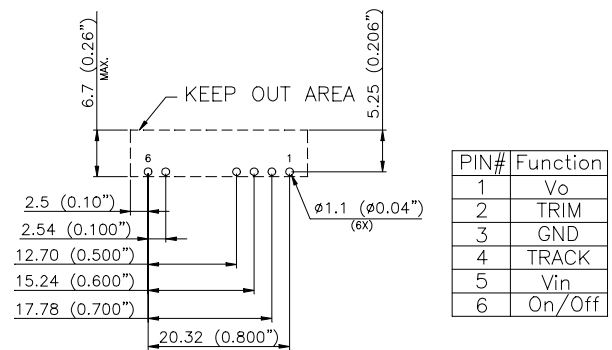 6.7 (0.26")
MAX.
5.25 (0.206")
KEEP OUT AREA
6
1
2.5 (0.10")
2.54 (0.100")
12.70 (0.500")
15.24 (0.600")
17.78 (0.700")
20.32 (0.800")
ø1.1 (ø0.04")
(6X)
PIN# Function
1 Vo
2 TRIM
3 GND
4 TRACK
5 Vin
6 On/Off